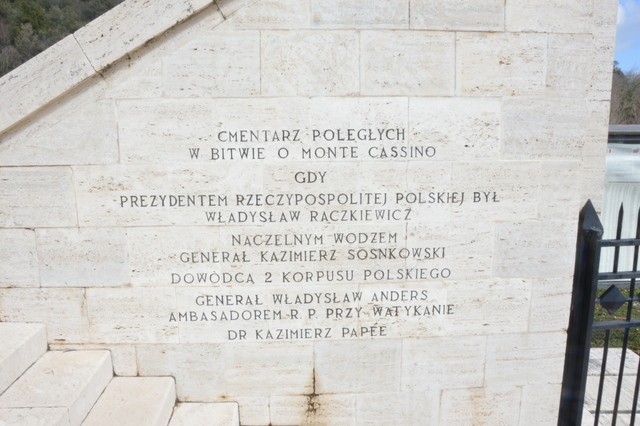 CMENTARZ POLEGŁYCH
W BITWIE O MONTE CASSINO
GDY
PREZYDENTEM RZECZYPOSPOLITEJ POLSKIEJ BYŁ
WŁADYSŁAW RACZKIEWICZ
NACZELNYM WODZEM
GENERAŁ KAZIMIERZ SOSNKOWSKI
DOWÓDCĄ 2 KORPUSU POLSKIEGO
GENERAŁ WŁADYSŁAW ANDERS
AMBASADOREM R. P. PRZY WATYKANIE
DR KAZIMIERZ PAPÉE